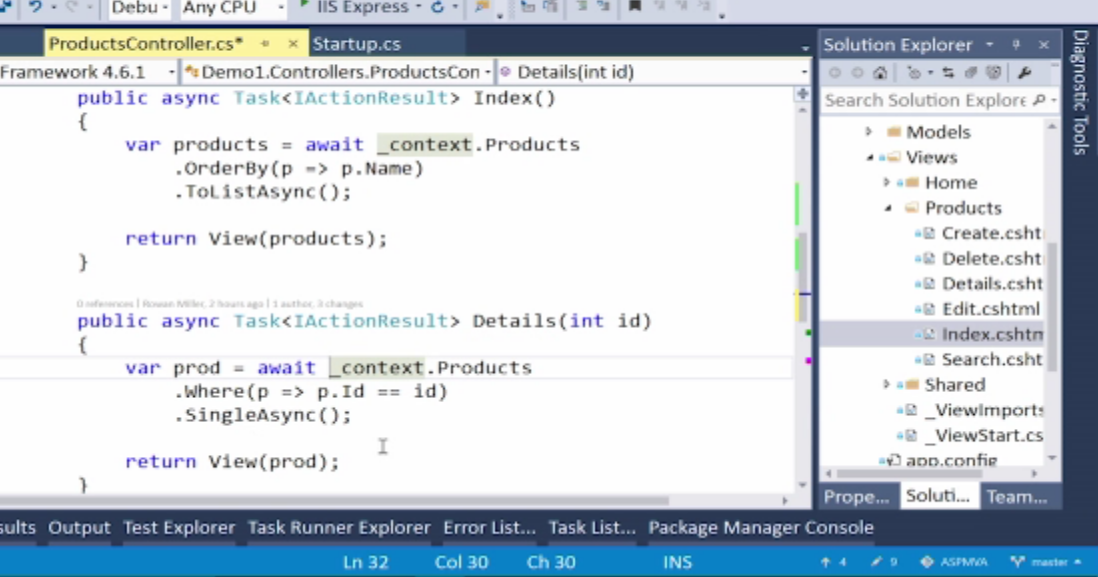 Debu Any CPU IIS Express
ProductsController.cs* Startup.cs
Framework 4.6.1 Demo1.Controllers.ProductsCon Details(int id)
public async Task<IActionResult> Index()
{
var products = await _context.Products
.OrderBy(p => p.Name)
.ToListAsync();
return View(products);
}
0 references | Rowan Miller, 2 hours ago | 1 author, 3 changes
public async Task<IActionResult> Details(int id)
{
var prod = await _context.Products
.Where(p => p.Id == id)
.SingleAsync();
return View(prod);
}
Solution Explorer
Search Solution Explore
Models
Views
Home
Products
Create.csht
Delete.csht
Details.csht
Edit.cshtml
Index.cshtm
Search.csht
Shared
_ViewImports
_ViewStart.cs
app.config
Prope... Soluti... Team...
Diagnostic Tools
sults Output Test Explorer Task Runner Explorer Error List... Task List... Package Manager Console
Ln 32 Col 30 Ch 30 INS 4 9 ASPMVA master